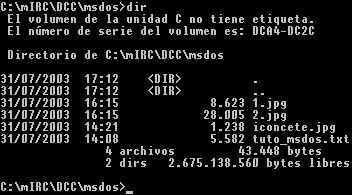 C:\mIRC\DCC\msdos>dir
El volumen de la unidad C no tiene etiqueta.
El número de serie del volumen es: DCA4-DC2C
Directorio de C:\mIRC\DCC\msdos
31/07/2003 17:12 <DIR> .
31/07/2003 17:12 <DIR> ..
31/07/2003 16:15 8.623 1.jpg
31/07/2003 16:15 28.005 2.jpg
31/07/2003 14:21 1.238 iconcete.jpg
31/07/2003 14:08 5.582 tuto_msdos.txt
4 archivos 43.448 bytes
2 dirs 2.675.138.560 bytes libres
C:\mIRC\DCC\msdos>_